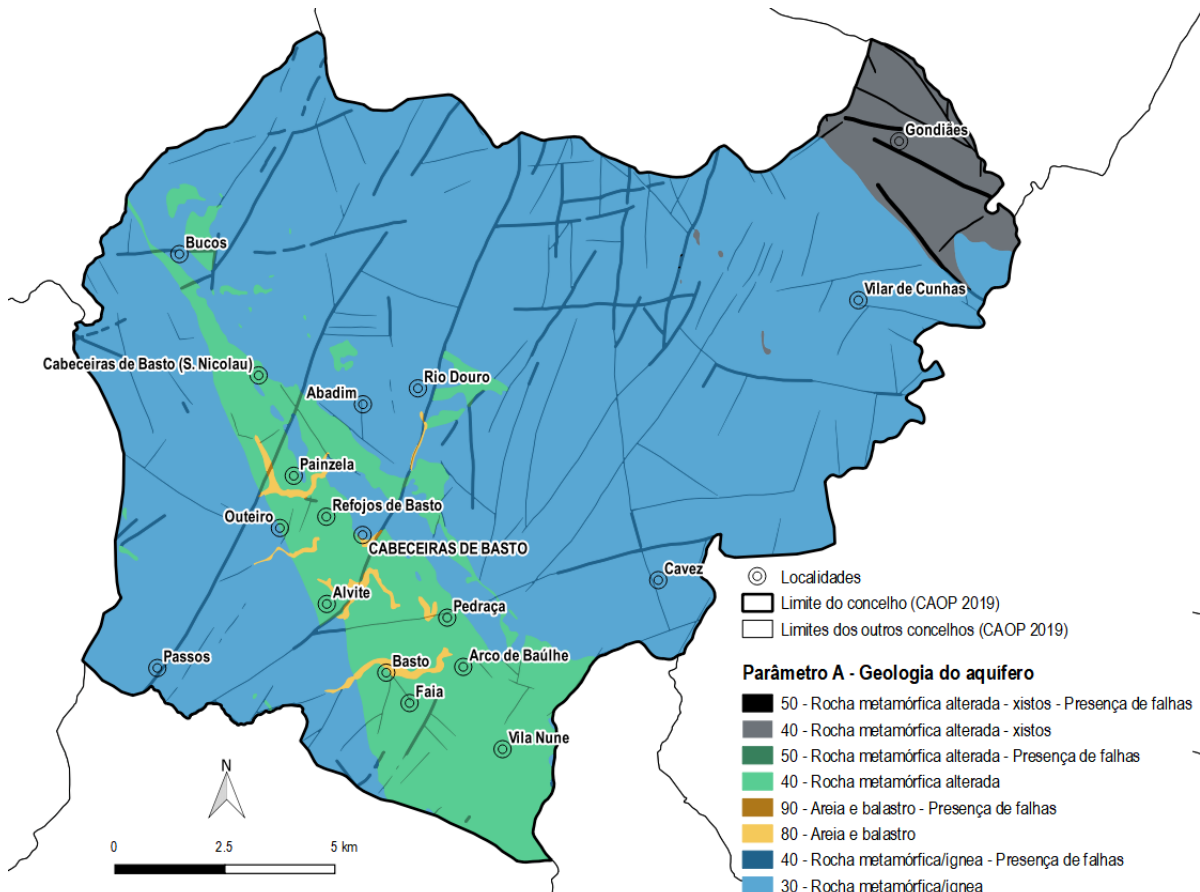 Gondiães
Bucos
Vilar de Cunhas
Cabeceiras de Basto (S. Nicolau)
Rio Douro
Abadim
Painzela
Refojos de Basto
Outeiro
CABECEIRAS DE BASTO
Cavez
Alvite
Pedraça
Passos
Basto
Arco de Baúlhe
Faia
Vila Nune
N
0 2.5 5 km
Localidades
Limite do concelho (CAOP 2019)
Limites dos outros concelhos (CAOP 2019)
Parâmetro A - Geologia do aquífero
50 - Rocha metamórfica alterada - xistos - Presença de falhas
40 - Rocha metamórfica alterada - xistos
50 - Rocha metamórfica alterada - Presença de falhas
40 - Rocha metamórfica alterada
90 - Areia e balastro - Presença de falhas
80 - Areia e balastro
40 - Rocha metamórfica/ígnea - Presença de falhas
30 - Rocha metamórfica/ígnea